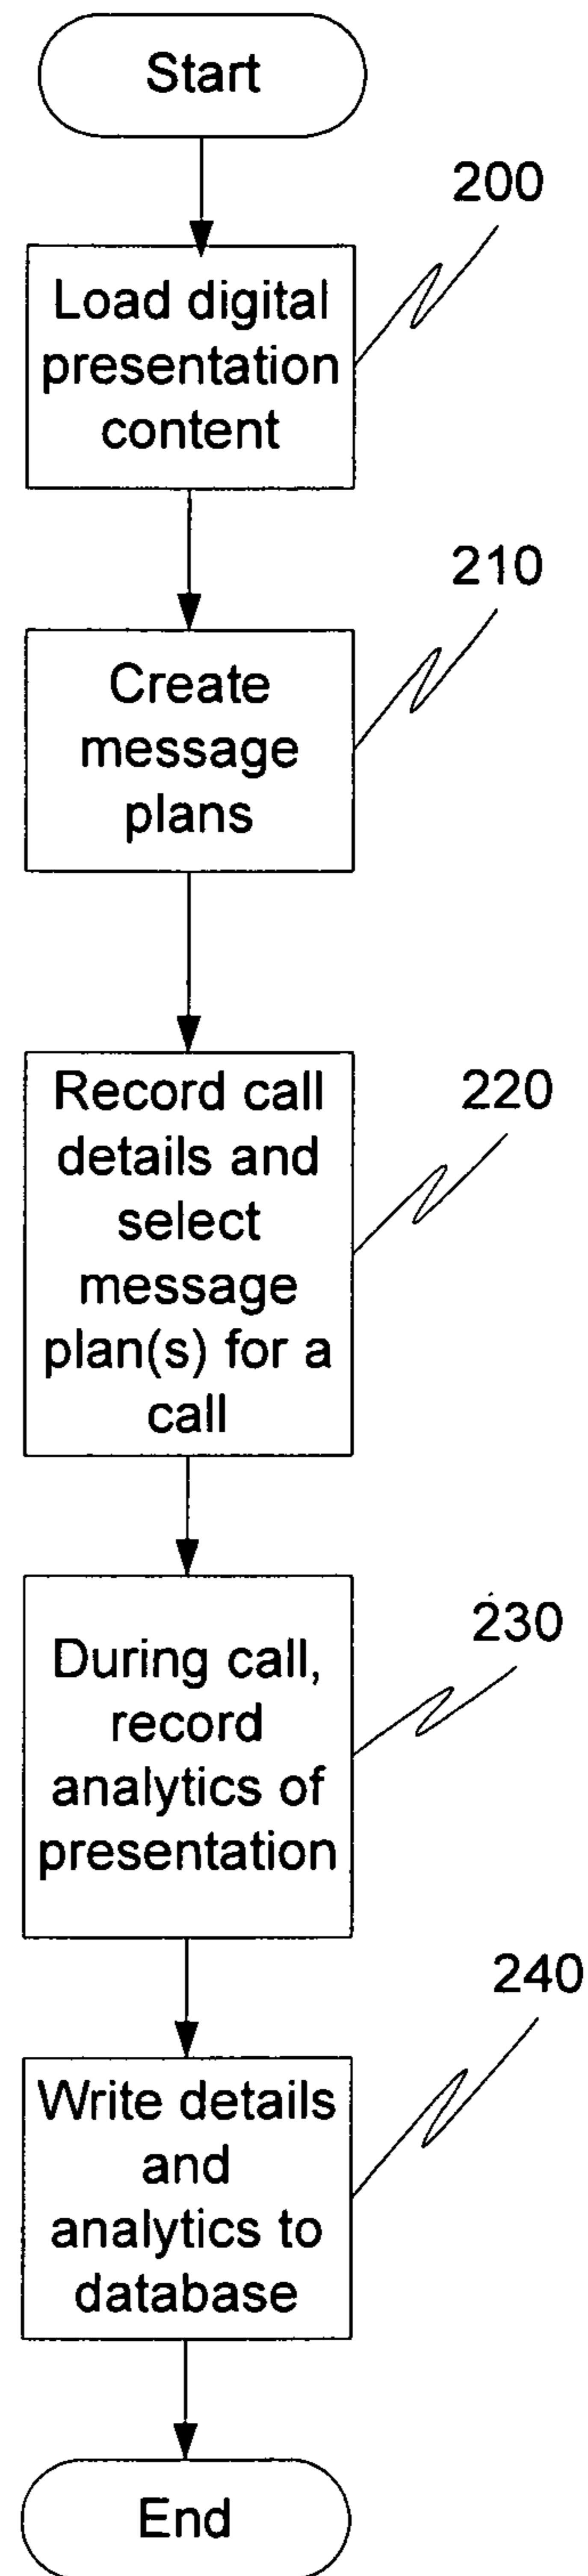 Start
200
Load digital
presentation
content
210
Create
message
plans
220
Record call
details and
select
message
plan(s) for a
call
230
During call,
record
analytics of
presentation
240
Write details
and
analytics to
database
End